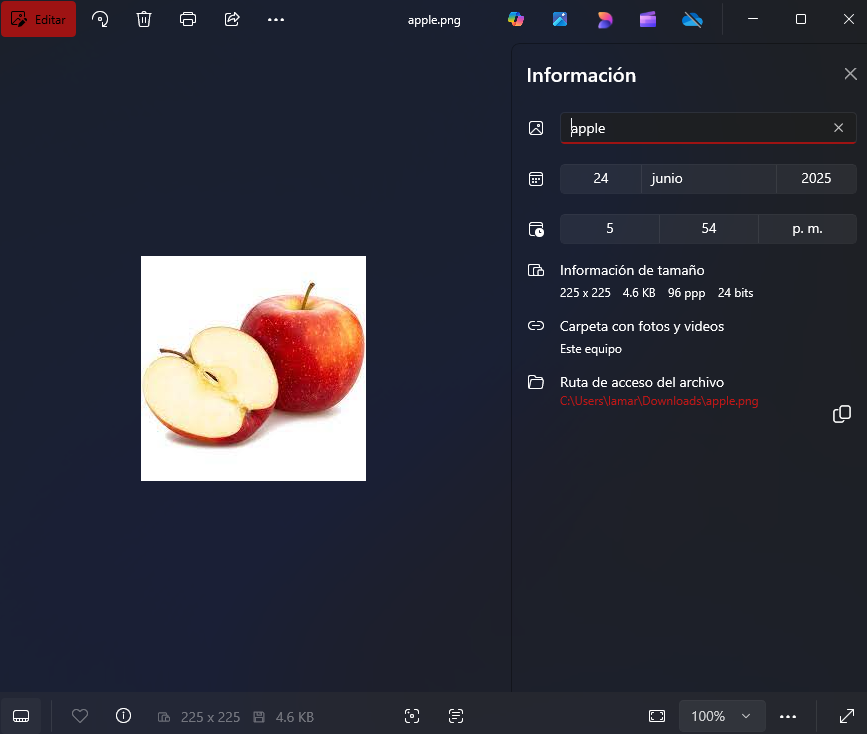 Editar
apple.png
Información
apple
24 junio 2025
5 54 p. m.
Información de tamaño
225 x 225 4.6 KB 96 ppp 24 bits
Carpeta con fotos y videos
Este equipo
Ruta de acceso del archivo
C:\Users\lamar\Downloads\apple.png
225 x 225 4.6 KB 100%